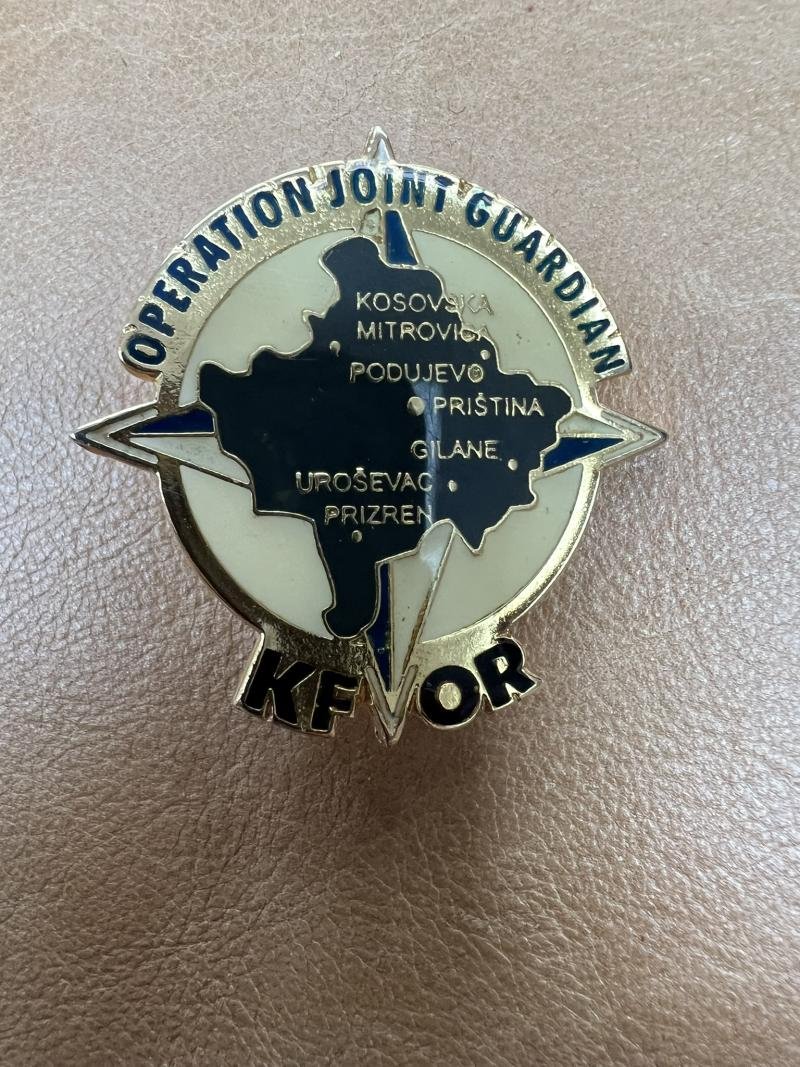 OPERATION JOINT GUARDIAN
KOSOVSKA
MITROVICA
PODUJEVO
PRIŠTINA
GILANE
UROŠEVAC
PRIZREN
KFOR